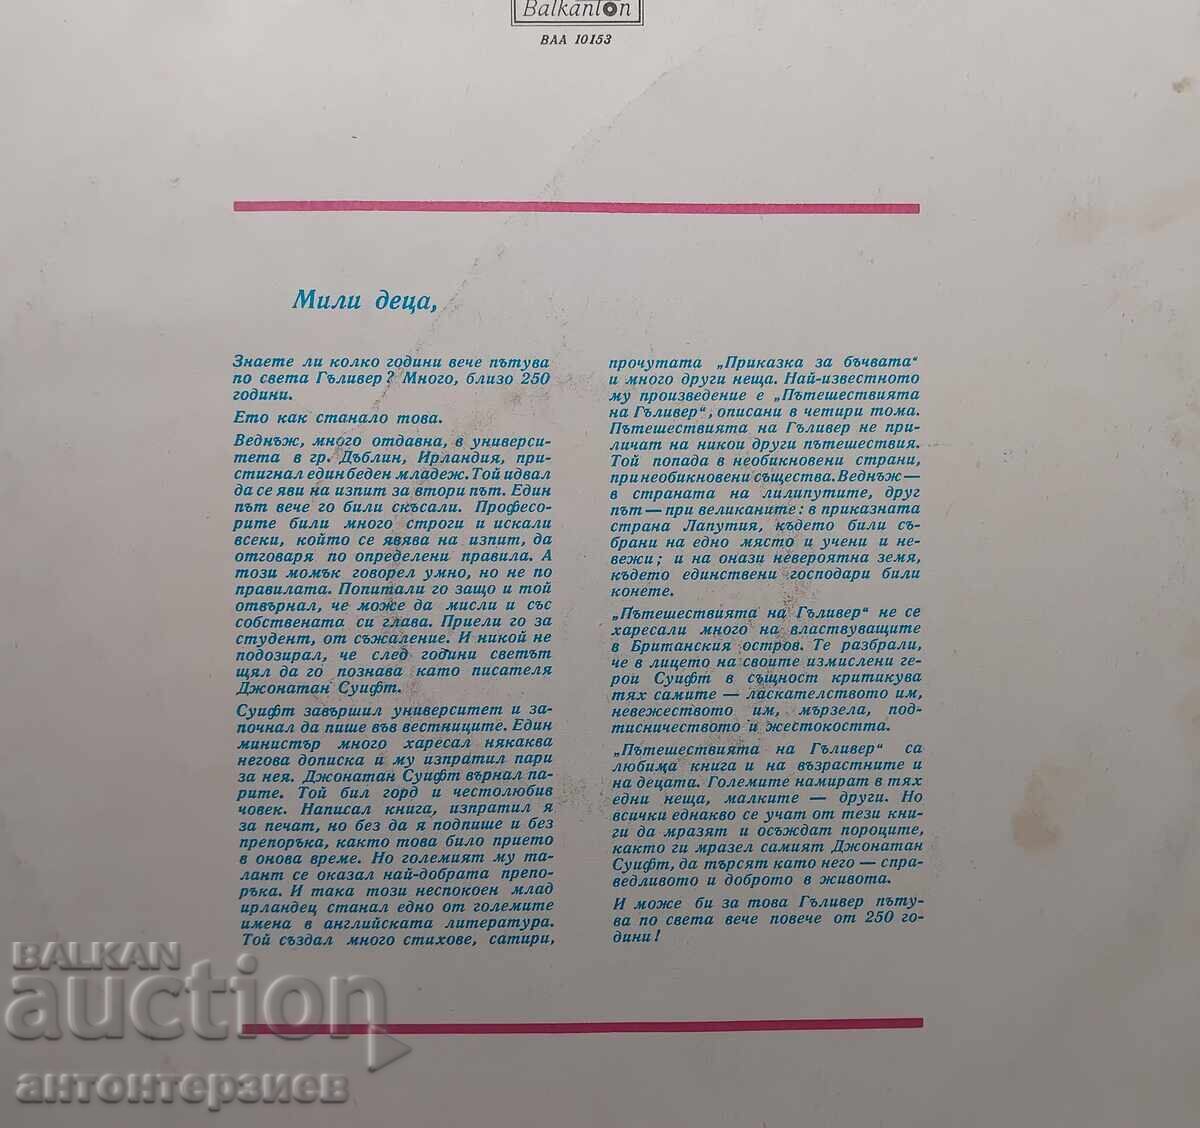 Balkanton
ВАА 10153
Мили деца,
Знаете ли колко години вече пътува
по света Гъливер? Много, близо 250
години.
Ето как станало това.
Веднъж, много отдавна, в универси-
тета в гр. Дъблин, Ирландия, при-
стигнал един беден младеж. Той идвал
да се яви на изпит за втори път. Един
път вече го били скъсали. Професо-
рите били много строги и искали
всеки, който се явява на изпит, да
отговаря по определени правила. А
този момък говорел умно, но не по
правилата. Попитали го защо и той
отвърнал, че може да мисли и със
собствената си глава. Приели го за
студент, от съжаление. И никой не
подозирал, че след години светът
щял да го познава като писателя
Джонатан Суифт.
Суифт завършил университет и за-
почнал да пише във вестниците. Един
министър много харесал някаква
негова дописка и му изпратил пари
за нея. Джонатан Суифт върнал па-
рите. Той бил горд и честолюбив
човек. Написал книга, изпратил я
за печат, но без да я подпише и без
препоръка, както това било прието
в онова време. Но големият му та-
лант се оказал най-добрата препо-
ръка. И така този неспокоен млад
ирландец станал едно от големите
имена в английската литература.
Той създал много стихове, сатири,
прочутата „Приказка за бъчвата“
и много други неща. Най-известното
му произведение е „Пътешествията
на Гъливер“, описани в четири тома.
Пътешествията на Гъливер не при-
личат на никои други пътешествия.
Той попада в необикновени страни,
при необикновени същества. Веднъж —
в страната на лилипутите, друг
път — при великаните: в приказната
страна Лапутия, където били съ-
брани на едно място и учени и не-
вежи; и на онази невероятна земя,
където единствени господари били
конете.
„Пътешествията на Гъливер“ не се
харесали много на властвуващите
в Британския остров. Те разбрали,
че в лицето на своите измислени ге-
рои Суифт в същност критикува
тях самите — ласкателството им,
невежеството им, мързела, под-
тисничеството и жестокостта.
„Пътешествията на Гъливер“ са
любима книга и на възрастните и
на децата. Големите намират в тях
едни неща, малките — други. Но
всички еднакво се учат от тези кни-
ги да мразят и осъждат пороците,
както ги мразел самият Джонатан
Суифт, да търсят като него — спра-
ведливото и доброто в живота.
И може би за това Гъливер пъту-
ва по света вече повече от 250 го-
дини!
BALKAN
auction
антонтерзиев